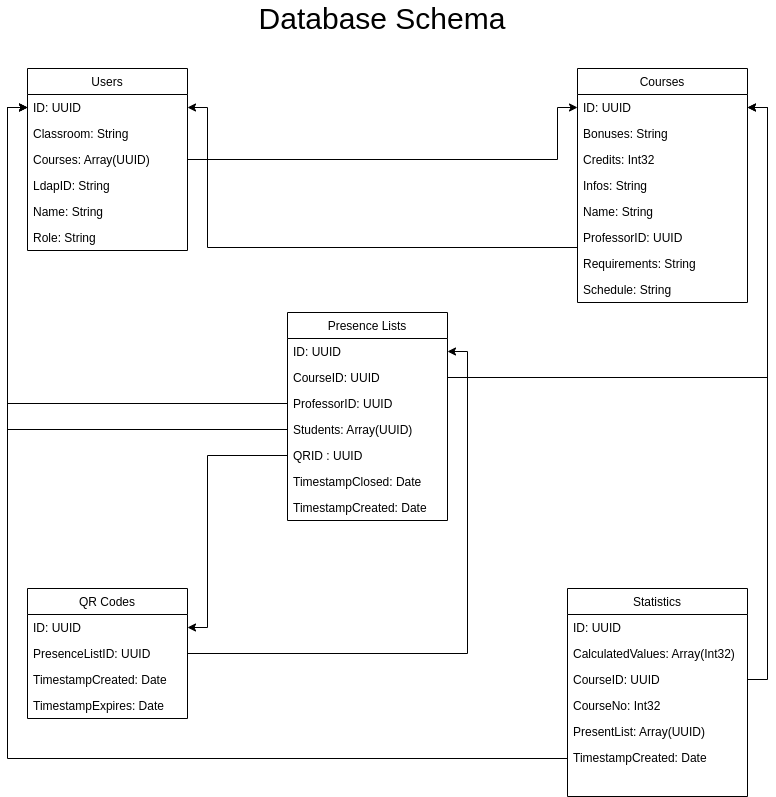 Database Schema
Users
ID: UUID
Classroom: String
Courses: Array(UUID)
LdapID: String
Name: String
Role: String
Courses
ID: UUID
Bonuses: String
Credits: Int32
Infos: String
Name: String
ProfessorID: UUID
Requirements: String
Schedule: String
Presence Lists
ID: UUID
CourseID: UUID
ProfessorID: UUID
Students: Array(UUID)
QRID : UUID
TimestampClosed: Date
TimestampCreated: Date
QR Codes
ID: UUID
PresenceListID: UUID
TimestampCreated: Date
TimestampExpires: Date
Statistics
ID: UUID
CalculatedValues: Array(Int32)
CourseID: UUID
CourseNo: Int32
PresentList: Array(UUID)
TimestampCreated: Date